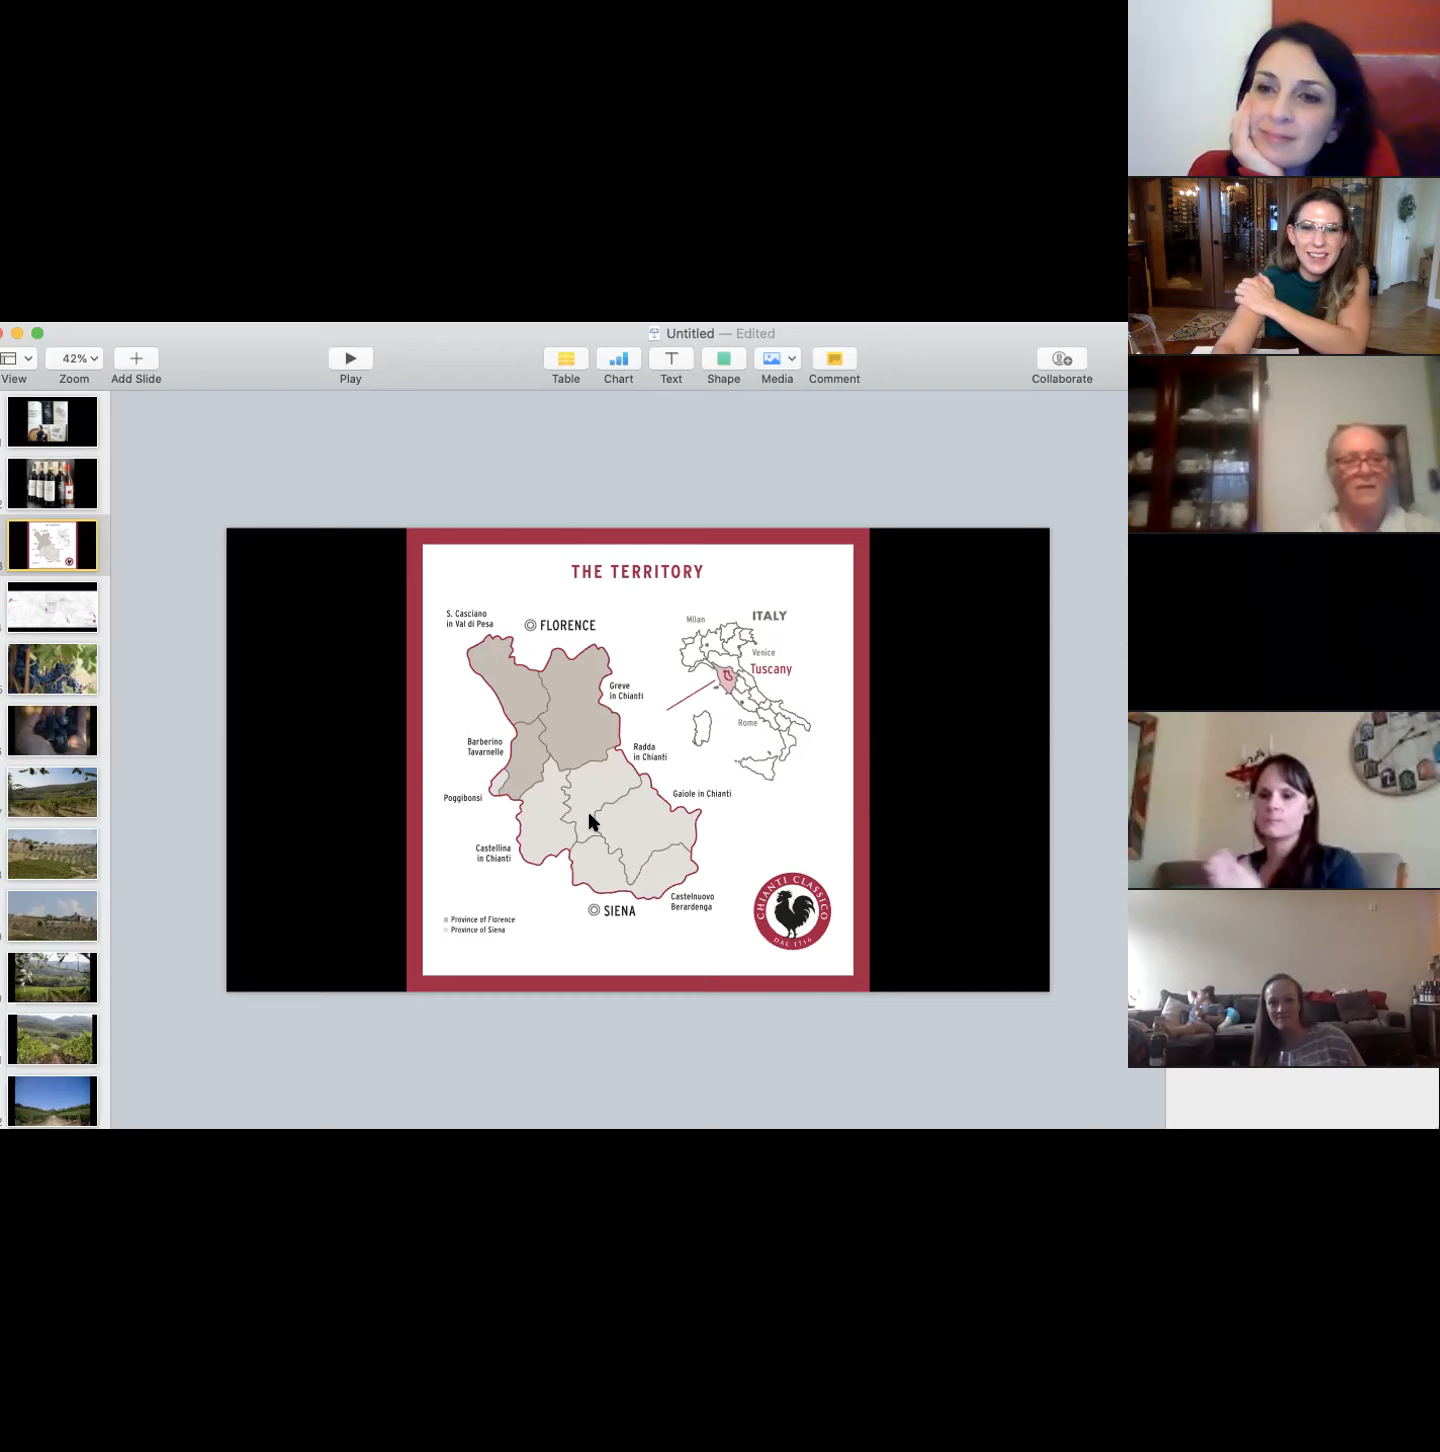 Untitled — Edited
42%
View
Zoom
Add Slide
Play
Table
Chart
Text
Shape
Media
Comment
Collaborate
THE TERRITORY
S. Casciano
in Val di Pesa
FLORENCE
Greve
in Chianti
Barberino
Tavarnelle
Radda
in Chianti
Poggibonsi
Gaiole in Chianti
Castellina
in Chianti
Castelnuovo
Berardenga
SIENA
Province of Florence
Province of Siena
ITALY
Milan
Venice
Tuscany
Rome
CHIANTI CLASSICO
DAL 1716